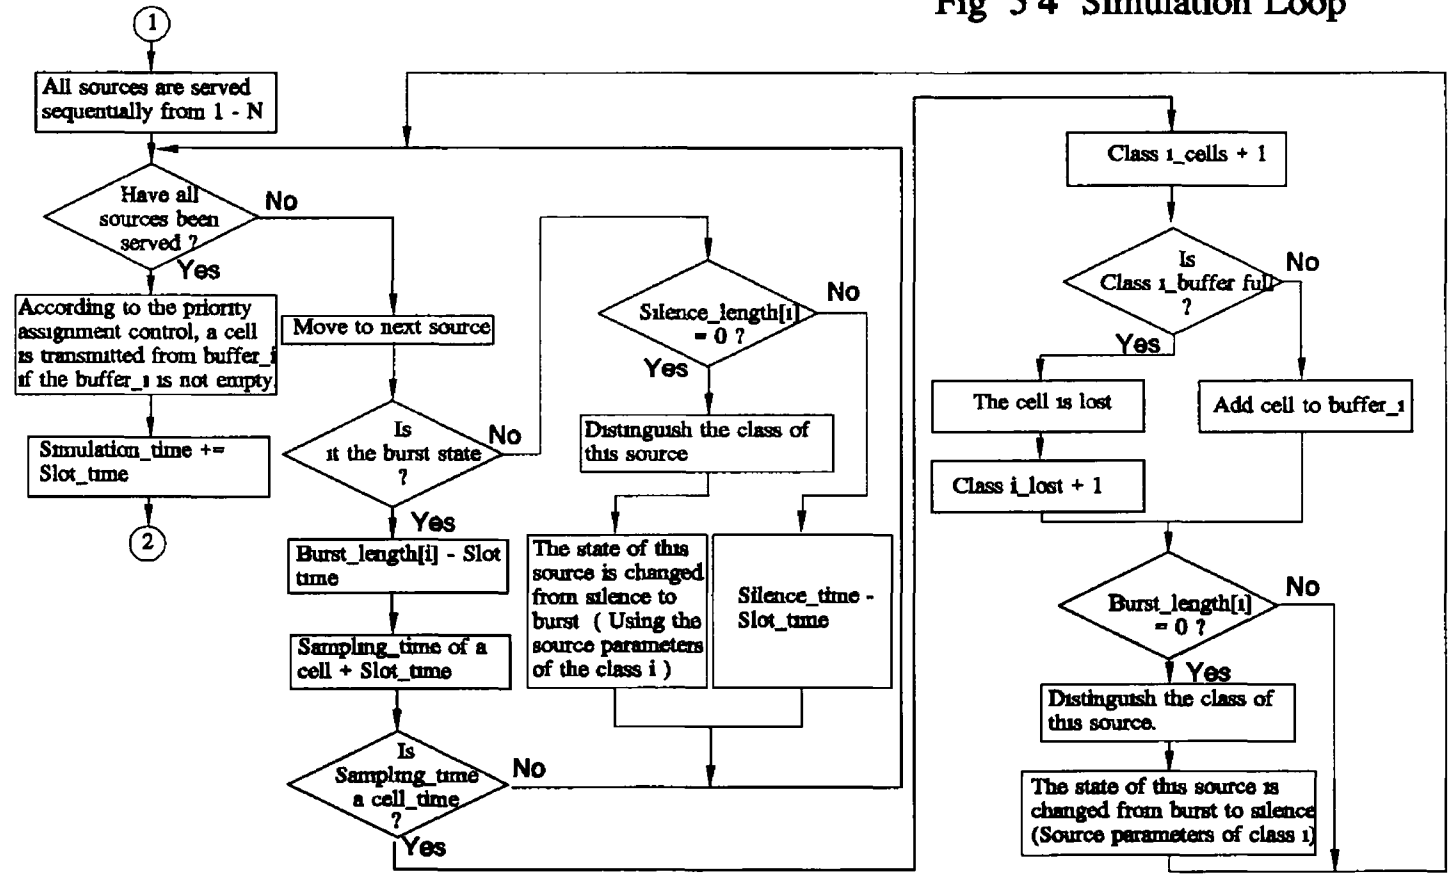 Fig 5 4 Simulation Loop
1
All sources are served
sequentially from 1 - N
Have all
sources been
served ?
No
Yes
According to the priority
assignment control, a cell
is transmitted from buffer_i
if the buffer_i is not empty.
Simulation_time +=
Slot_time
2
Move to next source
Is
it the burst state
?
No
Yes
Burst_length[i] - Slot
time
Sampling_time of a
cell + Slot_time
Is
Sampling_time
a cell_time
?
No
Yes
Silence_length[i]
= 0 ?
No
Yes
Distinguish the class of
this source
The state of this
source is changed
from silence to
burst ( Using the
source parameters
of the class i )
Silence_time -
Slot_time
Class i_cells + 1
Is
Class i_buffer full
?
No
Yes
The cell is lost
Add cell to buffer_i
Class i_lost + 1
Burst_length[i]
= 0 ?
No
Yes
Distinguish the class of
this source.
The state of this source is
changed from burst to silence
(Source parameters of class i)